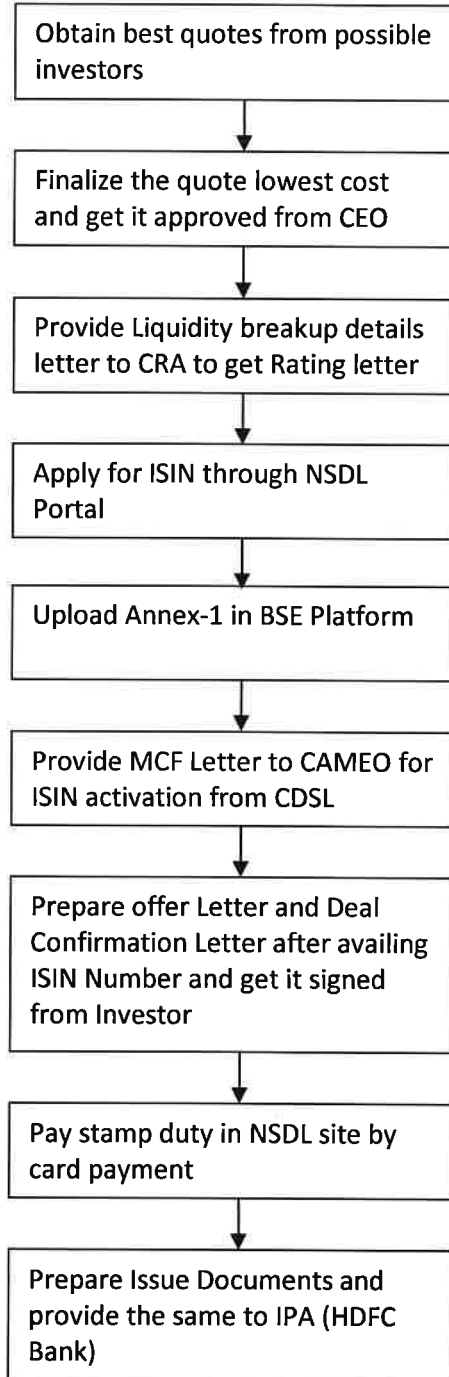 Obtain best quotes from possible
investors
Finalize the quote lowest cost
and get it approved from CEO
Provide Liquidity breakup details
letter to CRA to get Rating letter
Apply for ISIN through NSDL
Portal
Upload Annex-1 in BSE Platform
Provide MCF Letter to CAMEO for
ISIN activation from CDSL
Prepare offer Letter and Deal
Confirmation Letter after availing
ISIN Number and get it signed
from Investor
Pay stamp duty in NSDL site by
card payment
Prepare Issue Documents and
provide the same to IPA (HDFC
Bank)